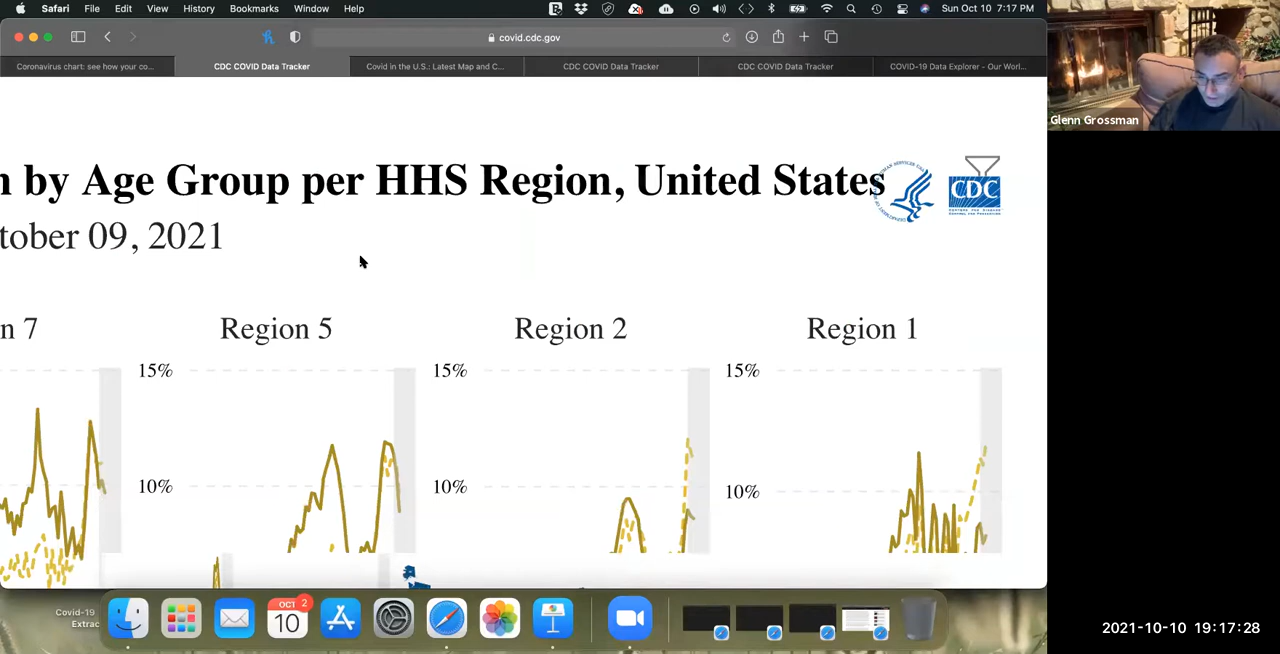 Safari File Edit View History Bookmarks Window Help Sun Oct 10 7:17 PM
covid.cdc.gov
Coronavirus chart: see how your co... CDC COVID Data Tracker Covid in the U.S.: Latest Map and C... CDC COVID Data Tracker CDC COVID Data Tracker COVID-19 Data Explorer - Our Worl...
Glenn Grossman
n by Age Group per HHS Region, United States
CDC
tober 09, 2021
n 7 Region 5 Region 2 Region 1
15% 15% 15%
10% 10% 10%
Covid-19
Extrac
OCT 2
10
2021-10-10 19:17:28